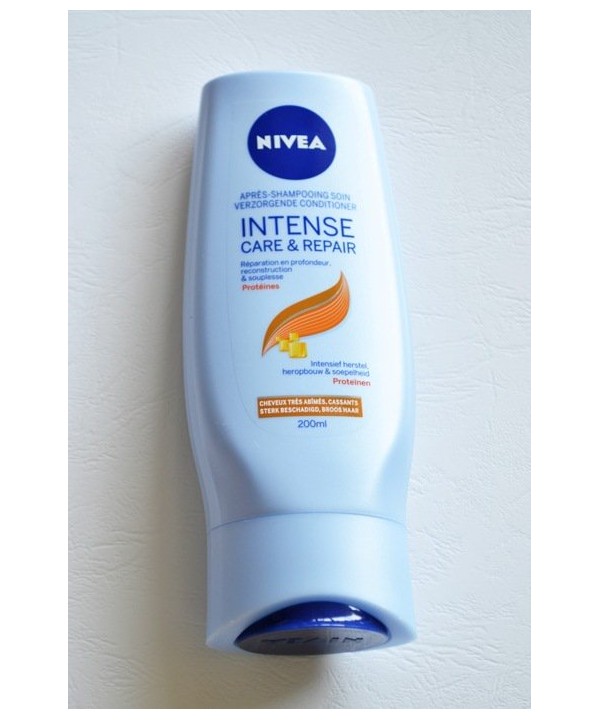 NIVEA
APRÈS-SHAMPOOING SOIN
VERZORGENDE CONDITIONER
INTENSE
CARE & REPAIR
Réparation en profondeur,
reconstruction
& souplesse
Protéines
Intensief herstel,
heropbouw & soepelheid
Proteïnen
CHEVEUX TRÈS ABÎMÉS, CASSANTS
STERK BESCHADIGD, BROOS HAAR
200ml
NIVEA